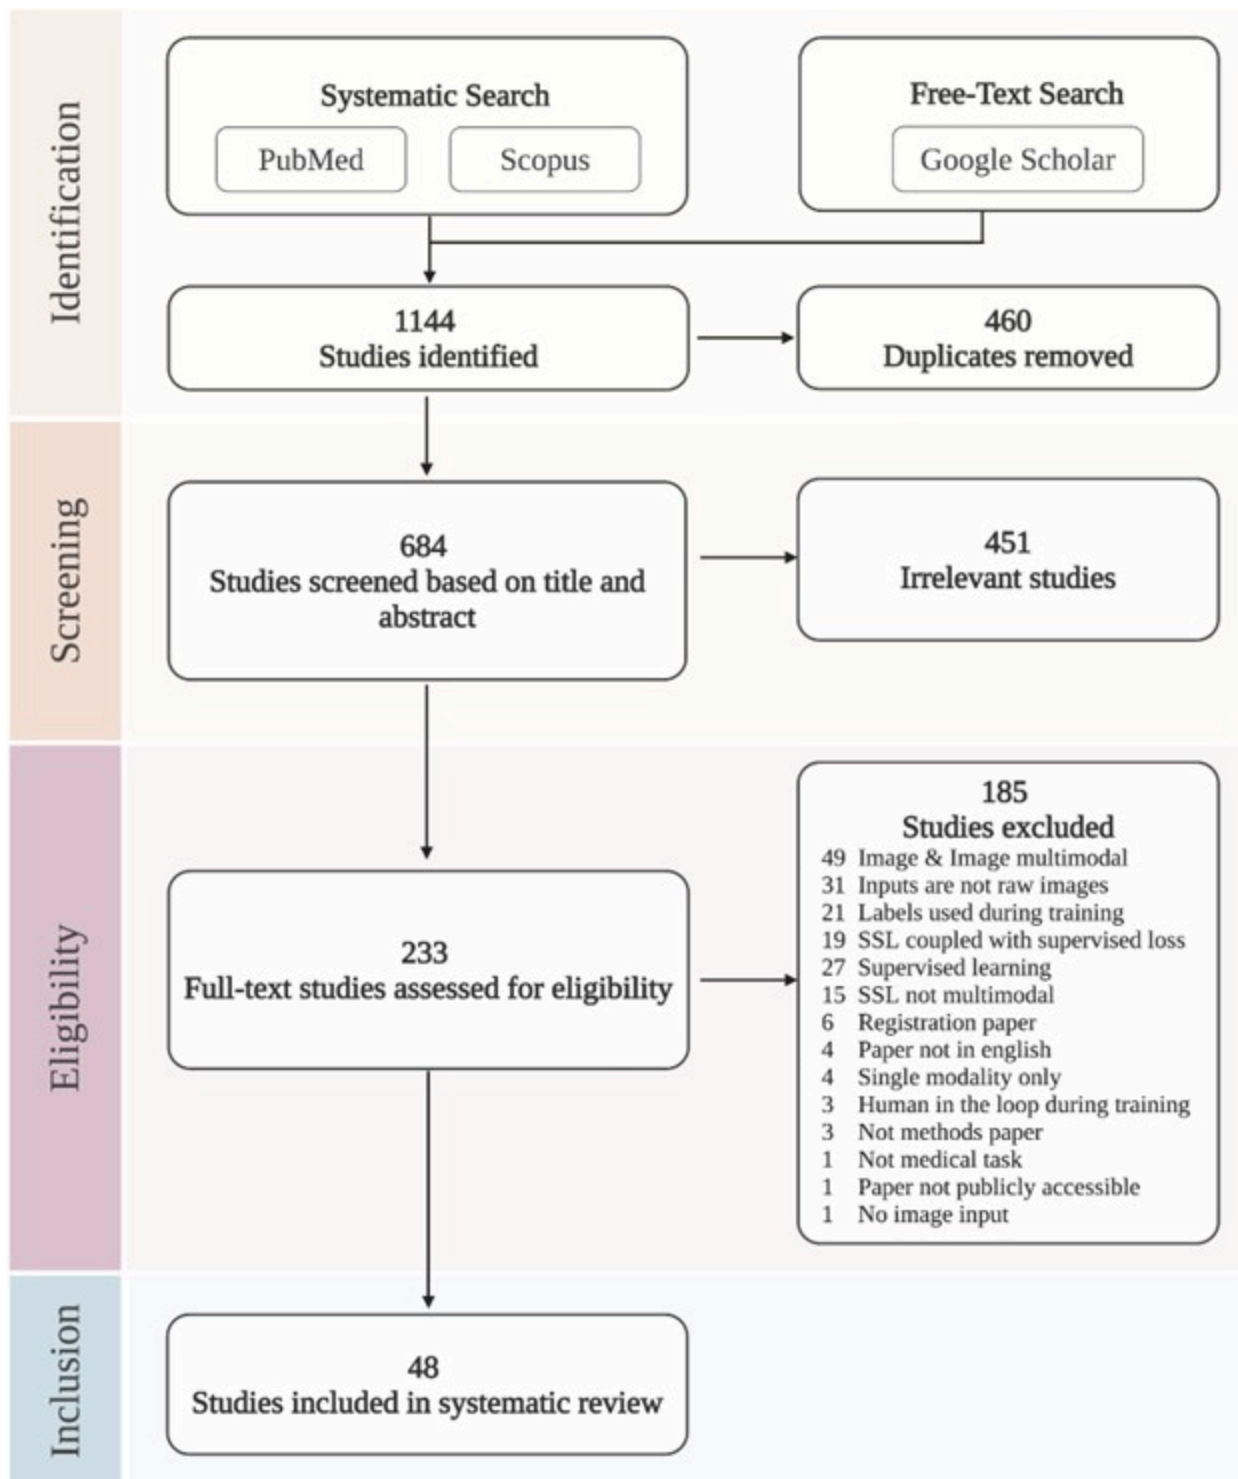 Identification
Systematic Search
PubMed
Scopus
Free-Text Search
Google Scholar
1144
Studies identified
460
Duplicates removed
Screening
684
Studies screened based on title and
abstract
451
Irrelevant studies
Eligibility
233
Full-text studies assessed for eligibility
185
Studies excluded
49 Image & Image multimodal
31 Inputs are not raw images
21 Labels used during training
19 SSL coupled with supervised loss
27 Supervised learning
15 SSL not multimodal
6 Registration paper
4 Paper not in english
4 Single modality only
3 Human in the loop during training
3 Not methods paper
1 Not medical task
1 Paper not publicly accessible
1 No image input
Inclusion
48
Studies included in systematic review